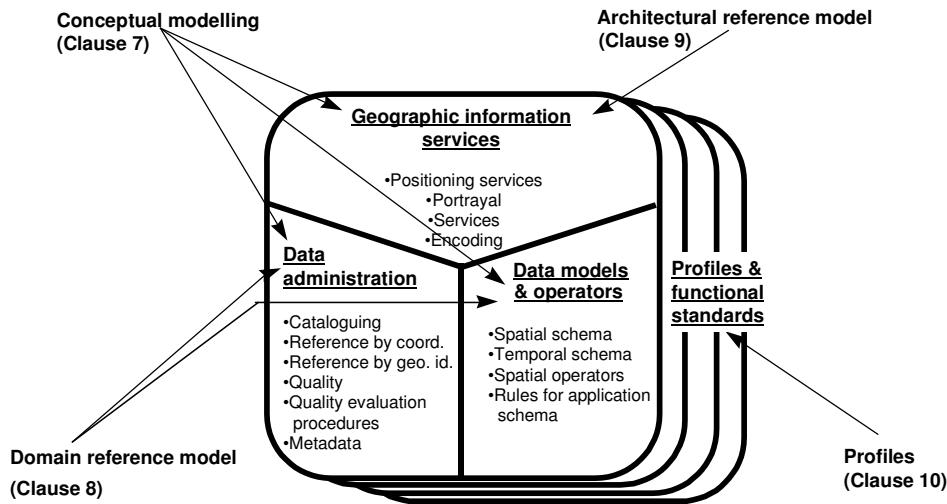 Conceptual modelling
(Clause 7)
Architectural reference model
(Clause 9)
Geographic information
services
•Positioning services
•Portrayal
•Services
•Encoding
Data
administration
•Cataloguing
•Reference by coord.
•Reference by geo. id.
•Quality
•Quality evaluation
procedures
•Metadata
Data models
& operators
•Spatial schema
•Temporal schema
•Spatial operators
•Rules for application
schema
Profiles &
functional
standards
Domain reference model
(Clause 8)
Profiles
(Clause 10)